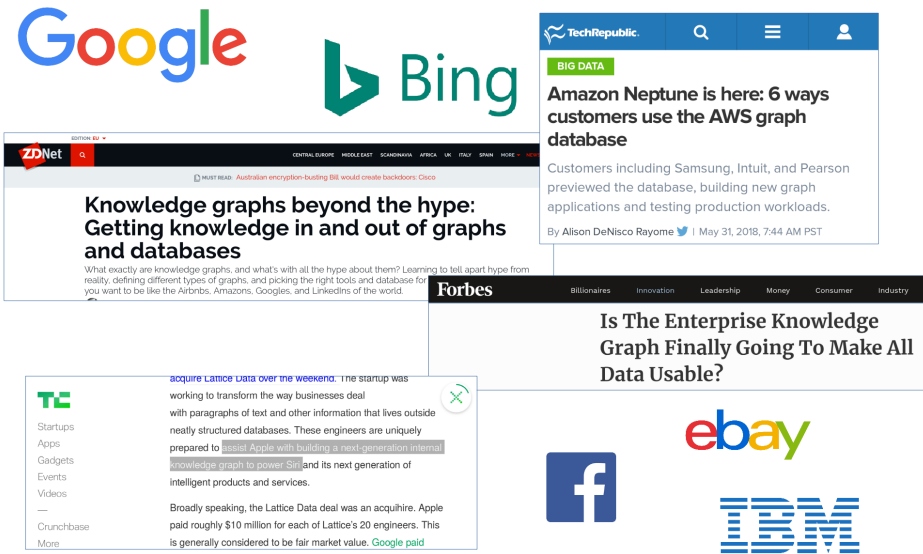 Google
Bing
TechRepublic.
BIG DATA
Amazon Neptune is here: 6 ways
customers use the AWS graph
database
Customers including Samsung, Intuit, and Pearson
previewed the database, building new graph
applications and testing production workloads.
By Alison DeNisco Rayome | May 31, 2018, 7:44 AM PST
EDITION: EU
ZDNet
CENTRAL EUROPE MIDDLE EAST SCANDINAVIA AFRICA UK ITALY SPAIN MORE
MUST READ: Australian encryption-busting Bill would create backdoors: Cisco
Knowledge graphs beyond the hype:
Getting knowledge in and out of graphs
and databases
What exactly are knowledge graphs, and what's with all the hype about them? Learning to tell apart hype from
reality, defining different types of graphs, and picking the right tools and database for
you want to be like the Airbnbs, Amazons, Googles, and LinkedIns of the world.
Forbes
Billionaires Innovation Leadership Money Consumer Industry
Is The Enterprise Knowledge
Graph Finally Going To Make All
Data Usable?
TC
Startups
Apps
Gadgets
Events
Videos
—
Crunchbase
More
acquire Lattice Data over the weekend. The startup was
working to transform the way businesses deal
with paragraphs of text and other information that lives outside
neatly structured databases. These engineers are uniquely
prepared to assist Apple with building a next-generation internal
knowledge graph to power Siri and its next generation of
intelligent products and services.
Broadly speaking, the Lattice Data deal was an acquihire. Apple
paid roughly $10 million for each of Lattice's 20 engineers. This
is generally considered to be fair market value. Google paid
ebay
f
IBM